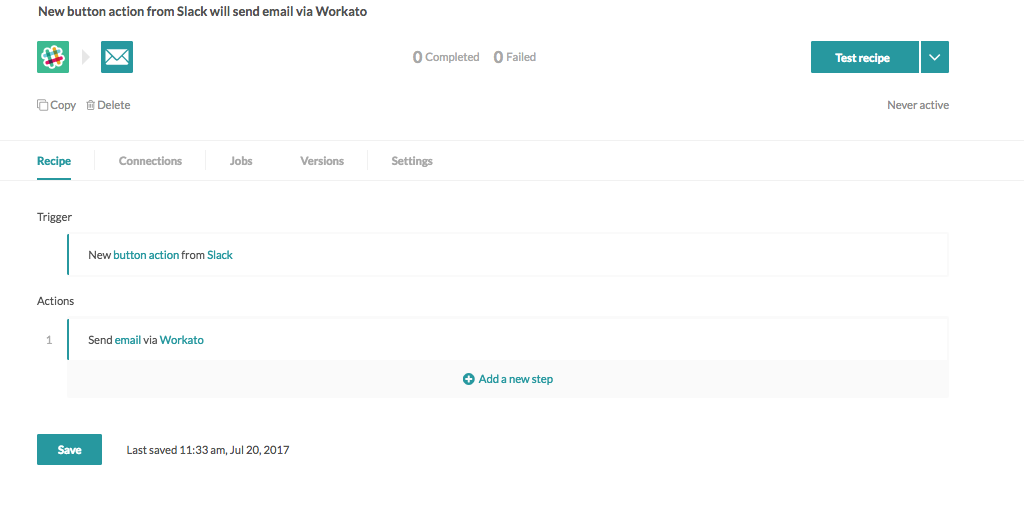 New button action from Slack will send email via Workato
0 Completed 0 Failed
Test recipe
Copy Delete
Never active
Recipe Connections Jobs Versions Settings
Trigger
New button action from Slack
Actions
1 Send email via Workato
Add a new step
Save Last saved 11:33 am, Jul 20, 2017